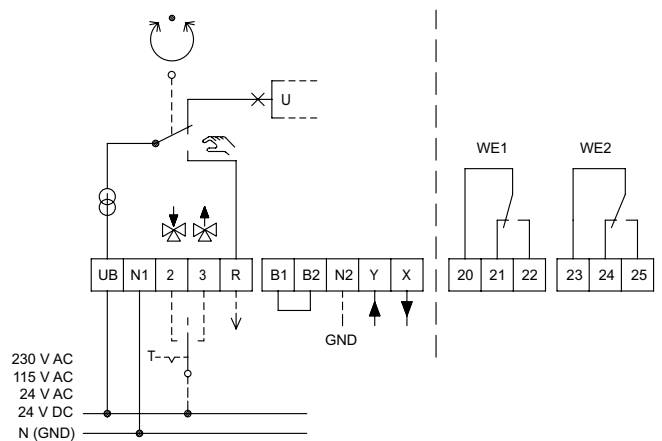 U
WE1 WE2
UB N1 2 3 R B1 B2 N2 Y X 20 21 22 23 24 25
GND
T
230 V AC
115 V AC
24 V AC
24 V DC
N (GND)